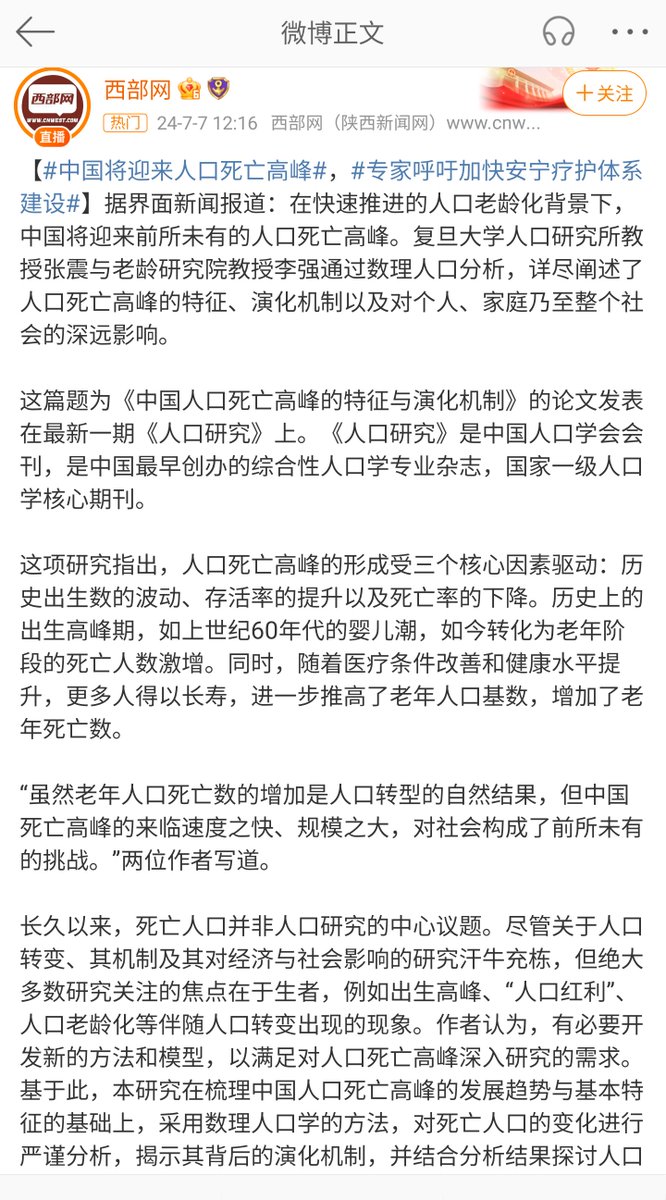 微博正文
西部网
WWW.CNWEST.COM
直播
西部网
+关注
热门 24-7-7 12:16 西部网（陕西新闻网）www.cnw...
【#中国将迎来人口死亡高峰#，#专家呼吁加快安宁疗护体系
建设#】据界面新闻报道：在快速推进的人口老龄化背景下，
中国将迎来前所未有的人口死亡高峰。复旦大学人口研究所教
授张震与老龄研究院教授李强通过数理人口分析，详尽阐述了
人口死亡高峰的特征、演化机制以及对个人、家庭乃至整个社
会的深远影响。
这篇题为《中国人口死亡高峰的特征与演化机制》的论文发表
在最新一期《人口研究》上。《人口研究》是中国人口学会会
刊，是中国最早创办的综合性人口学专业杂志，国家一级人口
学核心期刊。
这项研究指出，人口死亡高峰的形成受三个核心因素驱动：历
史出生数的波动、存活率的提升以及死亡率的下降。历史上的
出生高峰期，如上世纪60年代的婴儿潮，如今转化为老年阶
段的死亡人数激增。同时，随着医疗条件改善和健康水平提
升，更多人得以长寿，进一步推高了老年人口基数，增加了老
年死亡数。
“虽然老年人口死亡数的增加是人口转型的自然结果，但中国
死亡高峰的来临速度之快、规模之大，对社会构成了前所未有
的挑战。”两位作者写道。
长久以来，死亡人口并非人口研究的中心议题。尽管关于人口
转变、其机制及其对经济与社会影响的研究汗牛充栋，但绝大
多数研究关注的焦点在于生者，例如出生高峰、“人口红利”、
人口老龄化等伴随人口转变出现的现象。作者认为，有必要开
发新的方法和模型，以满足对人口死亡高峰深入研究的需求。
基于此，本研究在梳理中国人口死亡高峰的发展趋势与基本特
征的基础上，采用数理人口学的方法，对死亡人口的变化进行
严谨分析，揭示其背后的演化机制，并结合分析结果探讨人口